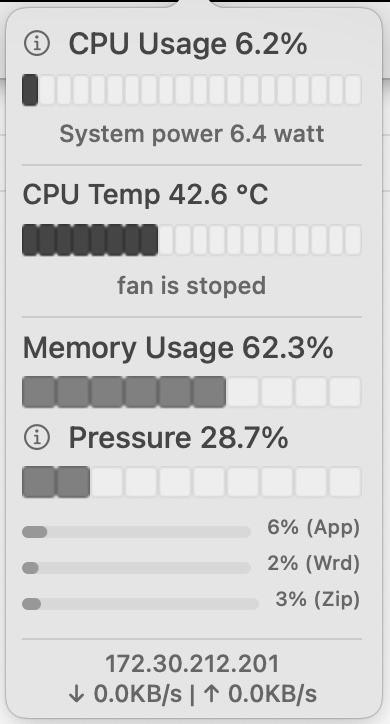 CPU Usage 6.2%
System power 6.4 watt
CPU Temp 42.6 °C
fan is stoped
Memory Usage 62.3%
Pressure 28.7%
6% (App)
2% (Wrd)
3% (Zip)
172.30.212.201
↓ 0.0KB/s | ↑ 0.0KB/s